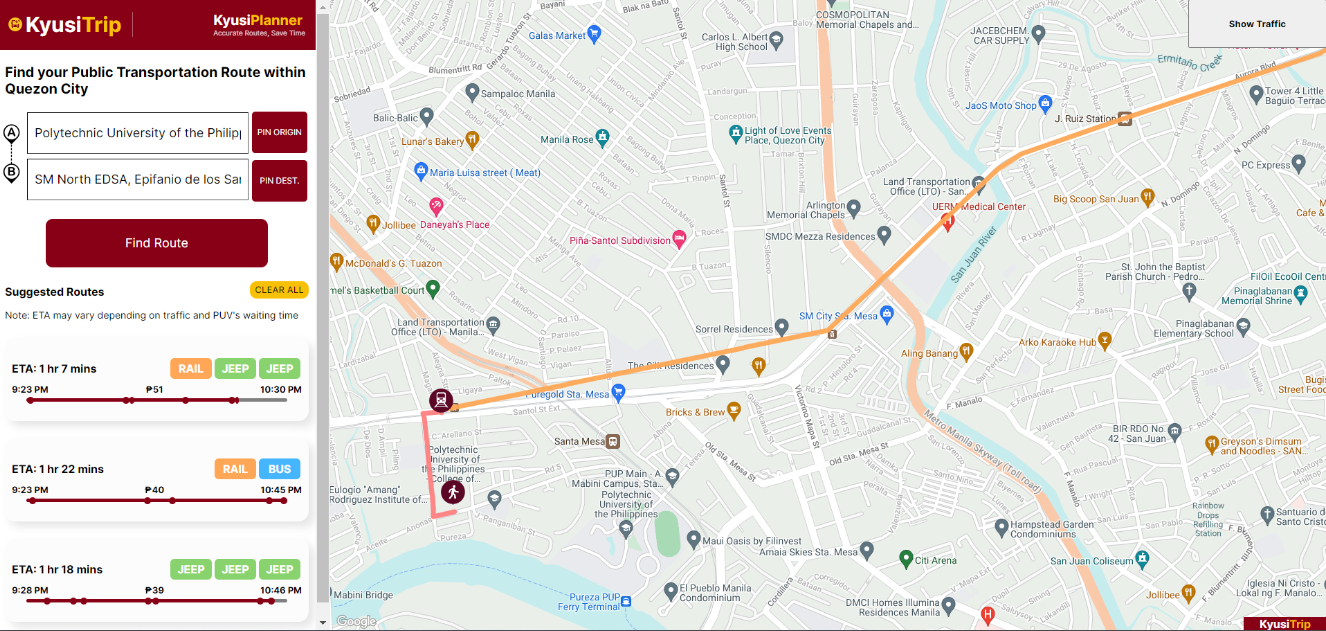 KyusiTrip
KyusiPlanner
Accurate Routes, Save Time
Find your Public Transportation Route within
Quezon City
A
Polytechnic University of the Philip
PIN ORIGIN
B
SM North EDSA, Epifanio de los Sar
PIN DEST.
Find Route
Suggested Routes
CLEAR ALL
Note: ETA may vary depending on traffic and PUV's waiting time
ETA: 1 hr 7 mins
RAIL
JEEP
JEEP
9:23 PM
₱51
10:30 PM
ETA: 1 hr 22 mins
RAIL
BUS
9:23 PM
₱40
10:45 PM
ETA: 1 hr 18 mins
JEEP
JEEP
JEEP
9:28 PM
₱39
10:46 PM
Show Traffic
COSMOPOLITAN
Memorial Chapels and...
Galas Market
Carlos L. Albert
High School
JACEBCHEM.
CAR SUPPLY
Ermitaño Creek
Aurora Blvd
Blumentritt Rd
Sampaloc Manila
Tower 4 Little
Baguio Terrace
JaoS Moto Shop
J. Ruiz Station
Balic-Balic
Lunar's Bakery
Manila Rose
Light of Love Events
Place, Quezon City
PC Express
Maria Luisa street ( Meat)
Land Transportation
Office (LTO) - San...
Daneyah's Place
Jollibee
Arlington
Memorial Chapels
UERM Medical Center
Big Scoop San Juan
N. Domingo
Piña-Santol Subdivision
SMDC Mezza Residences
San Juan River
McDonald's G. Tuazon
St. John the Baptist
Parish Church - Pedro...
FilOil EcoOil Cent
Pinaglabanan
Memorial Shrine
mel's Basketball Court
Land Transportation
Office (LTO) - Manila...
Sorrel Residences
SM City Sta. Mesa
Pinaglabanan
Elementary School
Arko Karaoke Hub
Aling Banang
Residences
Puregold Sta. Mesa
Santol St Ext
Bricks & Brew
Victorino Mapa St
F. Manalo
Metro Manila Skyway (Toll road)
BIR RDO No
42 - San Juan
Greyson's Dimsum
and Noodles - SAN...
Santa Mesa
Old Sta. Mesa St
Old Sta. Mesa St
Polytechnic
University of
the Philippines
College of...
PUP Main - A.
Mabini Campus, Sta...
Polytechnic
University of
the Philippines
Eulogio "Amang"
Rodriguez Institute of...
Pureza
Rainbow
Drops
Refilling
Station
Santuario de
Santo Cristo
Hampstead Garden
Condominiums
Maui Oasis by Filinvest
Amaia Skies Sta. Mesa
Citi Arena
San Juan Coliseum
El Pueblo Manila
Condominium
Mabini Bridge
Pureza PUP
Ferry Terminal
DMCI Homes Illumina
Residences Manila
Jollibee
Iglesia Ni Cristo -
Lokal ng F. Manalo...
Google
KyusiTrip